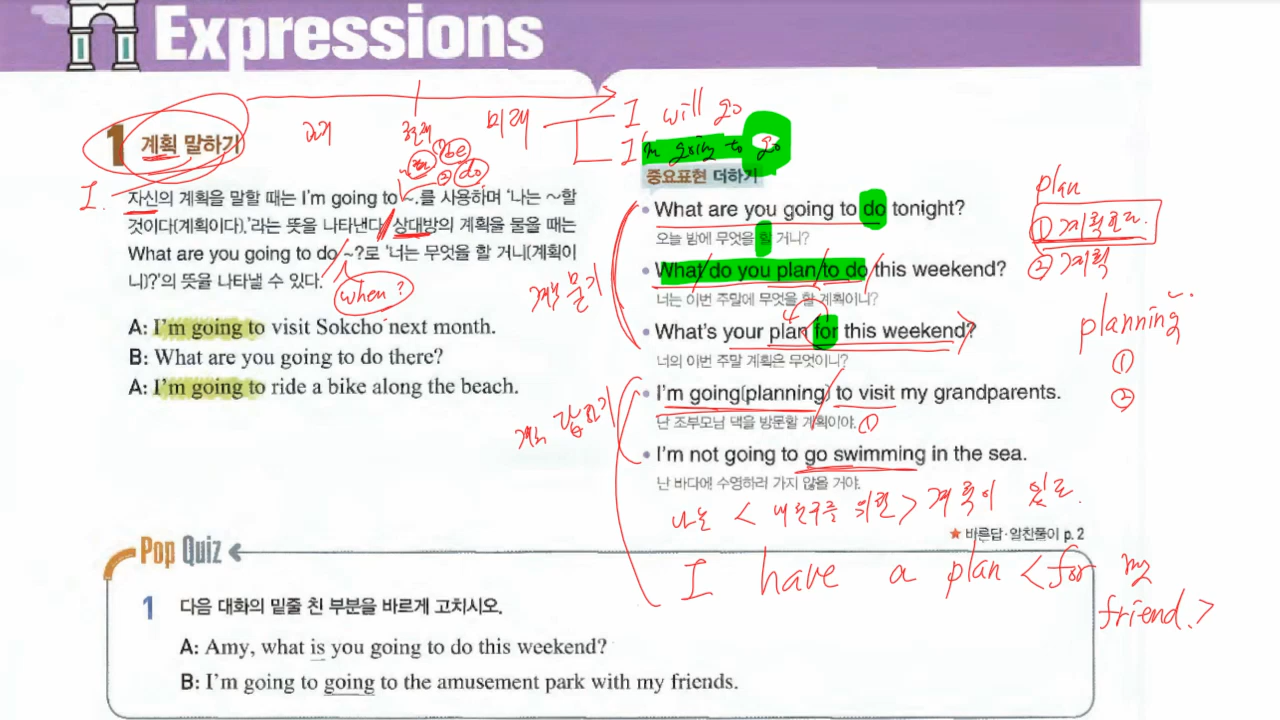 Expressions
과거 현재 미래
I will go
I'm going to go
1 계획 말하기
be
② do
I.
자신의 계획을 말할 때는 I'm going to ~.를 사용하며 '나는 ~할
것이다(계획이다).'라는 뜻을 나타낸다. 상대방의 계획을 물을 때는
What are you going to do ~?로 '너는 무엇을 할 거니(계획이
니)?'의 뜻을 나타낼 수 있다.
when?
A: I'm going to visit Sokcho next month.
B: What are you going to do there?
A: I'm going to ride a bike along the beach.
중요표현 더하기
계획 묻기
• What are you going to do tonight?
오늘 밤에 무엇을 할 거니?
• What do you plan to do this weekend?
너는 이번 주말에 무엇을 할 계획이니?
• What's your plan for this weekend?
너의 이번 주말 계획은 무엇이니?
계획 답하기
• I'm going(planning) to visit my grandparents.
난 조부모님 댁을 방문할 계획이야.
①
• I'm not going to go swimming in the sea.
난 바다에 수영하러 가지 않을 거야.
plan
①
② 계획
planning
①
②
나는 < 내 친구를 위한 > 계획이 있다.
★ 바른답·알찬풀이 p. 2
I have a plan <for my
friend.>
Pop Quiz
1 다음 대화의 밑줄 친 부분을 바르게 고치시오.
A: Amy, what is you going to do this weekend?
B: I'm going to going to the amusement park with my friends.